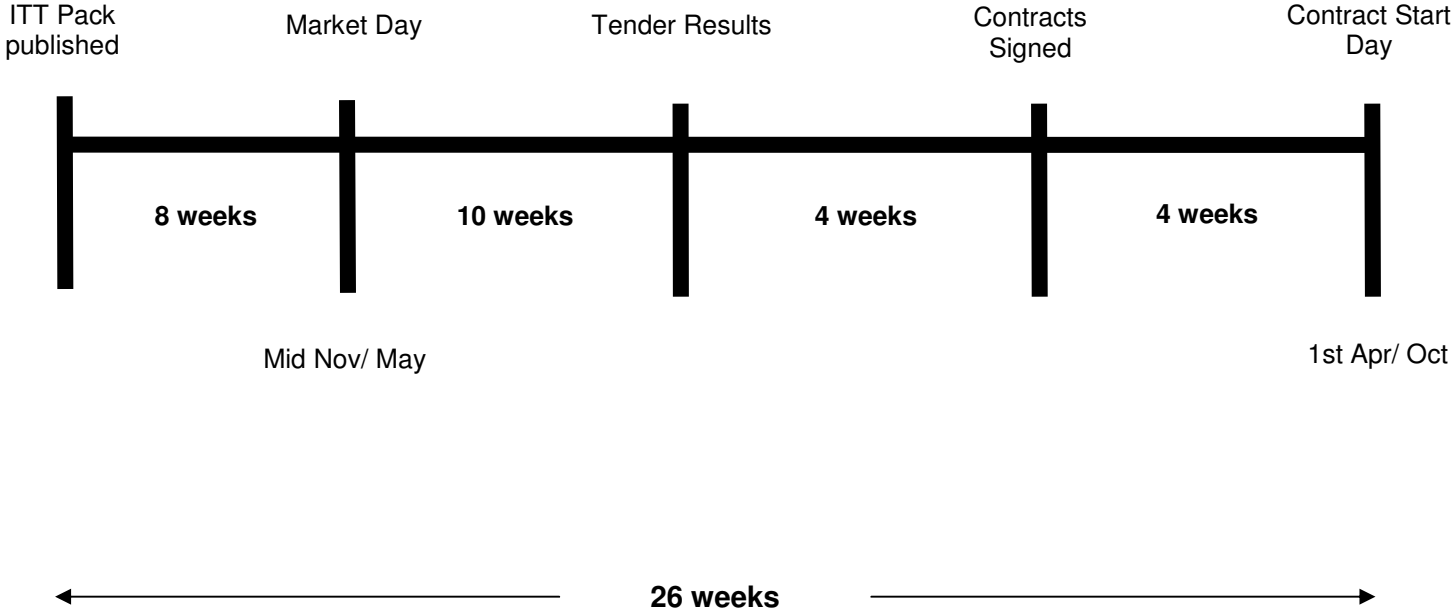 ITT Pack
published
Market Day
Tender Results
Contracts
Signed
Contract Start
Day
8 weeks
10 weeks
4 weeks
4 weeks
Mid Nov/ May
1st Apr/ Oct
26 weeks